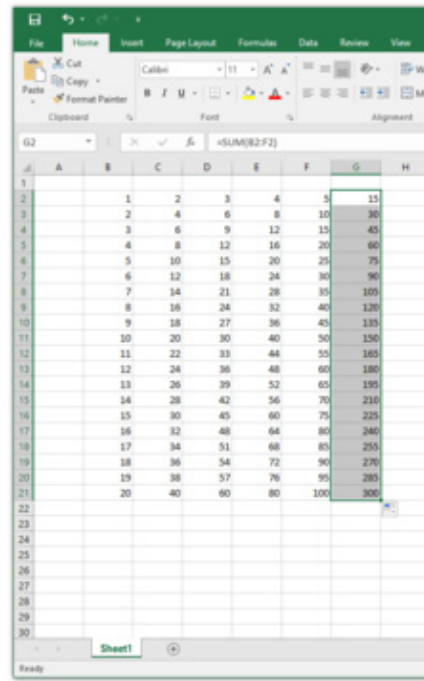 File Home Insert Page Layout Formulas Data Review View
Cut
Copy
Format Painter
Paste
Calibri 11 A A
B I U A
Clipboard Font Alignment
G2 fx =SUM(B2:F2)
A B C D E F G H
1
2 1 2 3 4 5 15
3 2 4 6 8 10 30
4 3 6 9 12 15 45
5 4 8 12 16 20 60
6 5 10 15 20 25 75
7 6 12 18 24 30 90
8 7 14 21 28 35 105
9 8 16 24 32 40 120
10 9 18 27 36 45 135
11 10 20 30 40 50 150
12 11 22 33 44 55 165
13 12 24 36 48 60 180
14 13 26 39 52 65 195
15 14 28 42 56 70 210
16 15 30 45 60 75 225
17 16 32 48 64 80 240
18 17 34 51 68 85 255
19 18 36 54 72 90 270
20 19 38 57 76 95 285
21 20 40 60 80 100 300
22
23
24
25
26
27
28
29
30
Sheet1
Ready